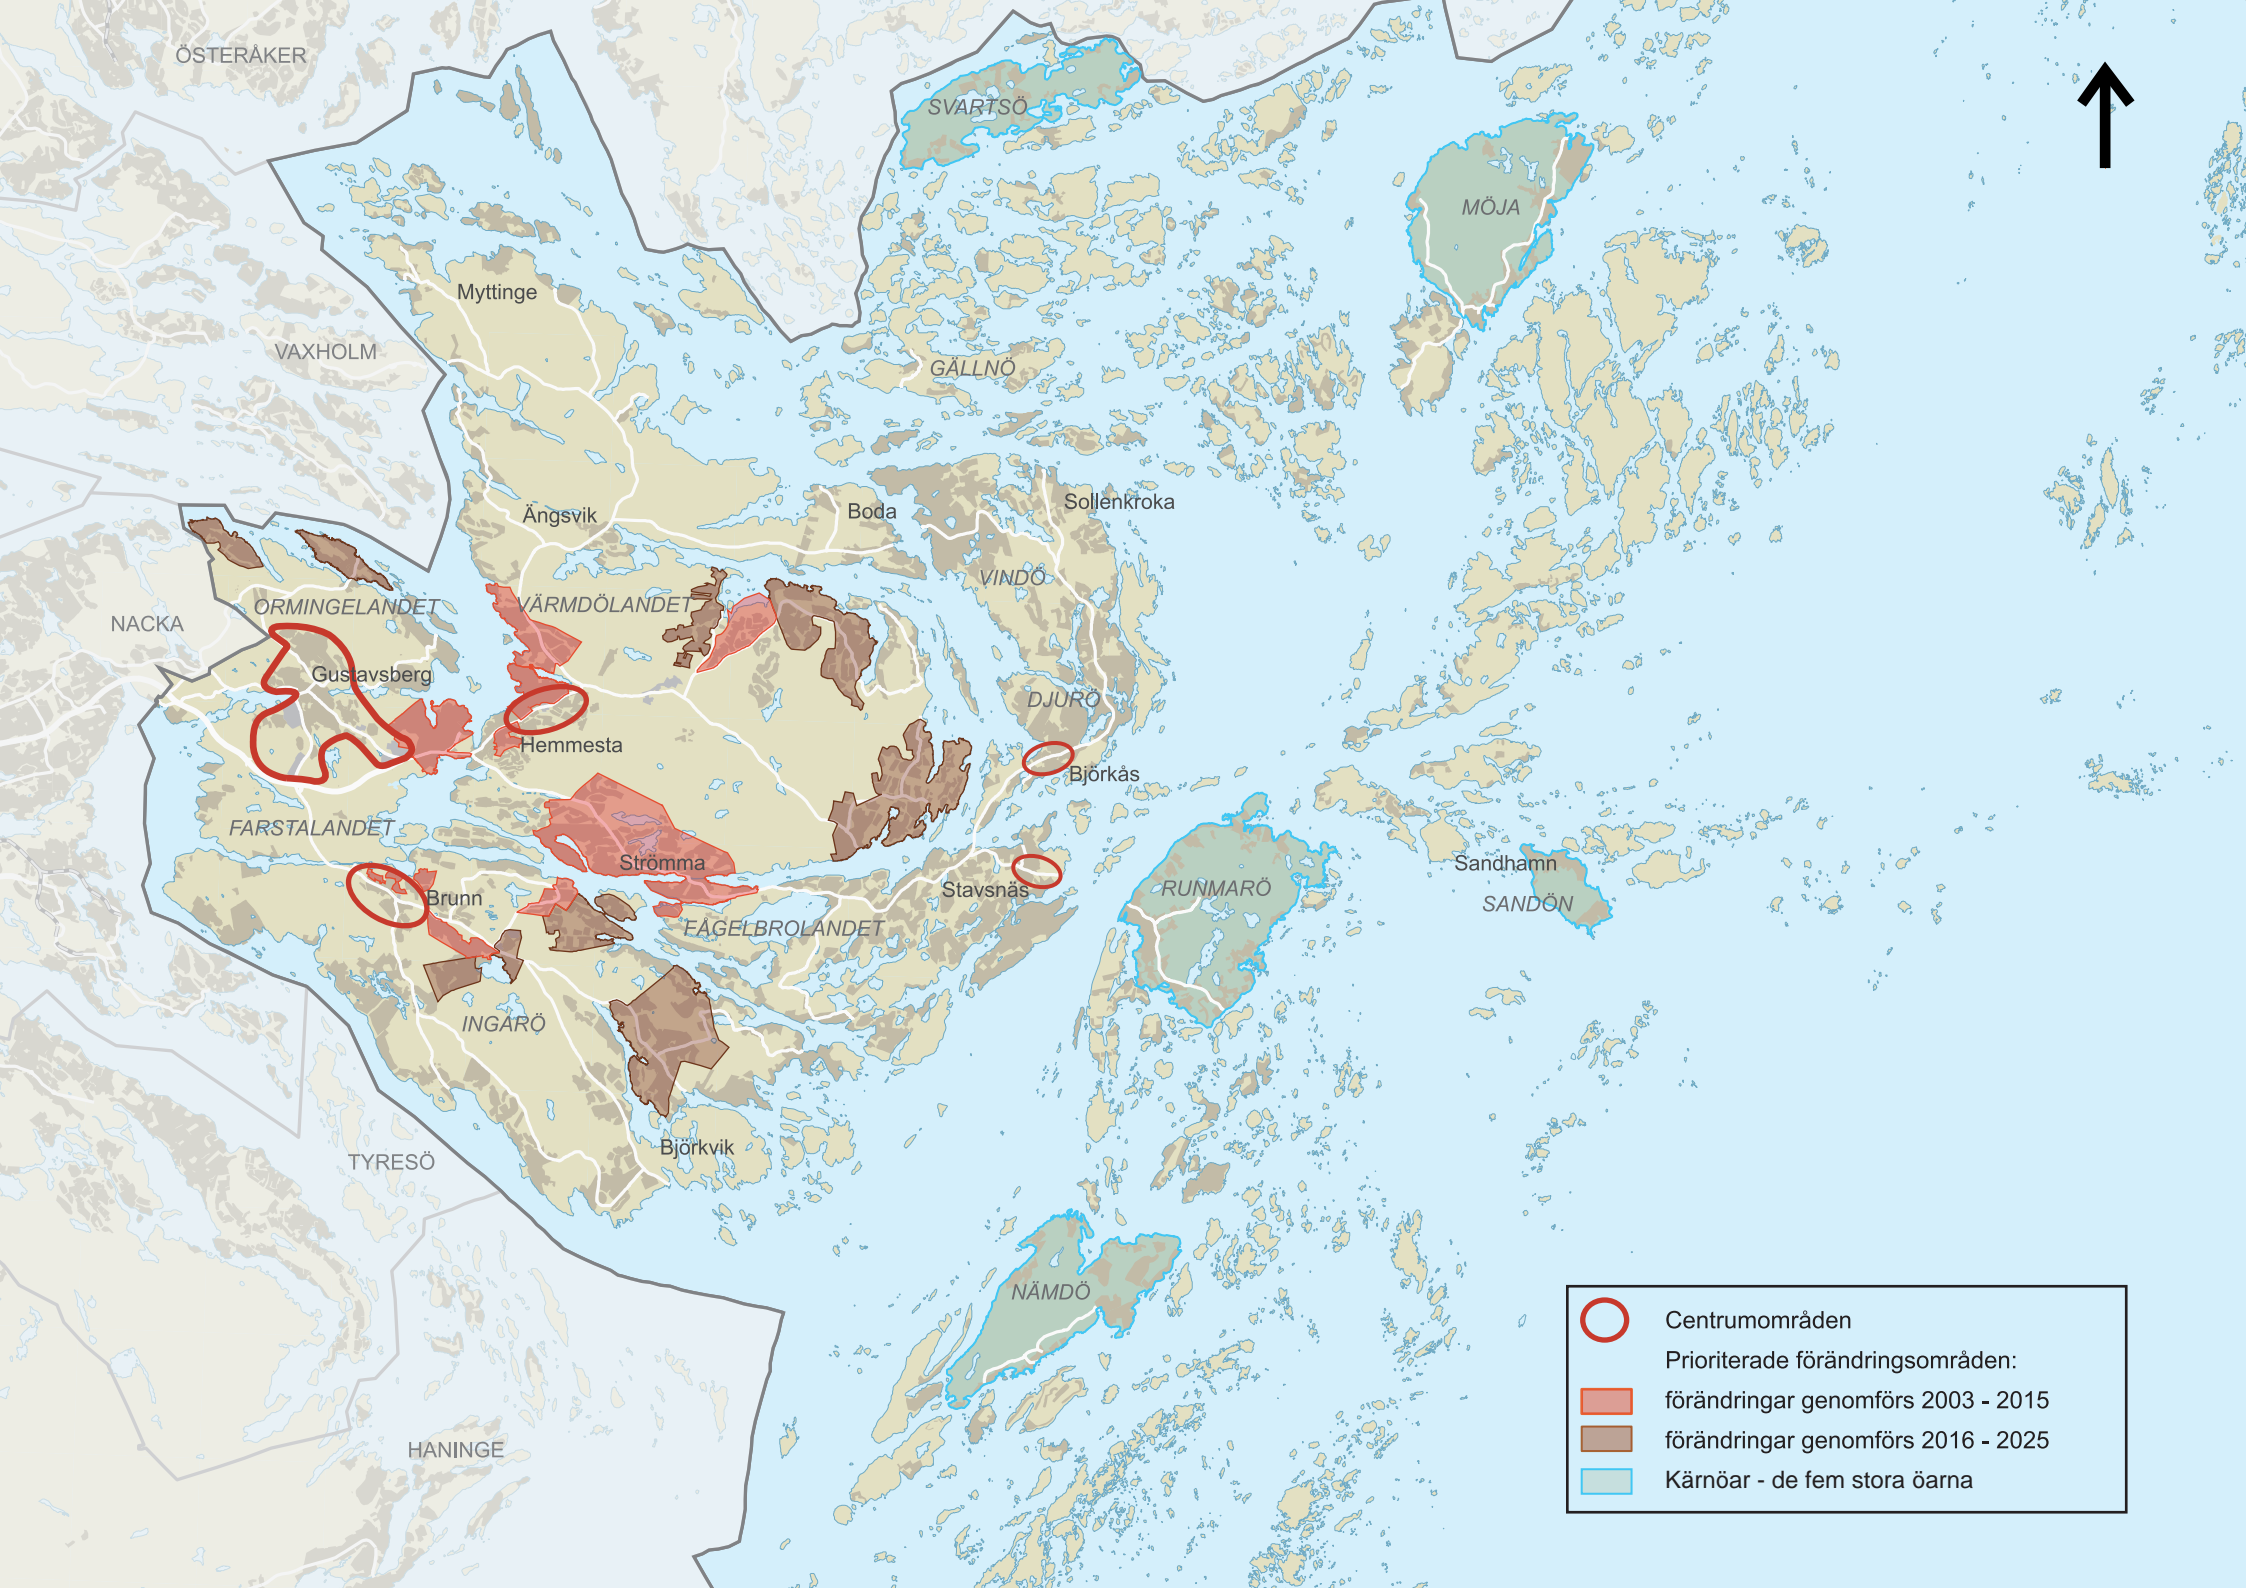 ÖSTERÅKER
SVARTSÖ
MÖJA
Myttinge
VAXHOLM
GÄLLNÖ
Ängsvik
Boda
Sollenkroka
VINDÖ
ORMINGELANDET
VÄRMDÖLANDET
NACKA
Gustavsberg
DJURÖ
Hemmesta
Björkås
FARSTALANDET
Strömma
Sandhamn
Stavsnäs
RUNMARÖ
Brunn
SANDÖN
FÅGELBROLANDET
INGARÖ
Björkvik
TYRESÖ
NÄMDÖ
HANINGE
Centrumområden
Prioriterade förändringsområden:
förändringar genomförs 2003 - 2015
förändringar genomförs 2016 - 2025
Kärnöar - de fem stora öarna